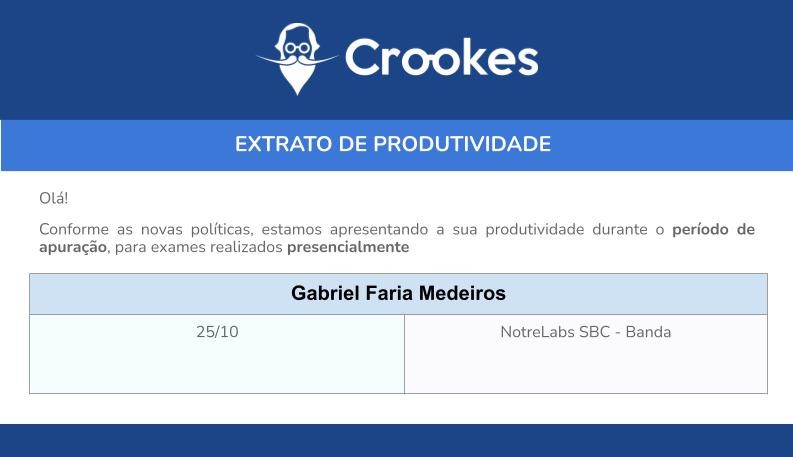 Crookes
EXTRATO DE PRODUTIVIDADE
Olá!
Conforme as novas políticas, estamos apresentando a sua produtividade durante o período de
apuração, para exames realizados presencialmente
Gabriel Faria Medeiros
25/10
NotreLabs SBC - Banda